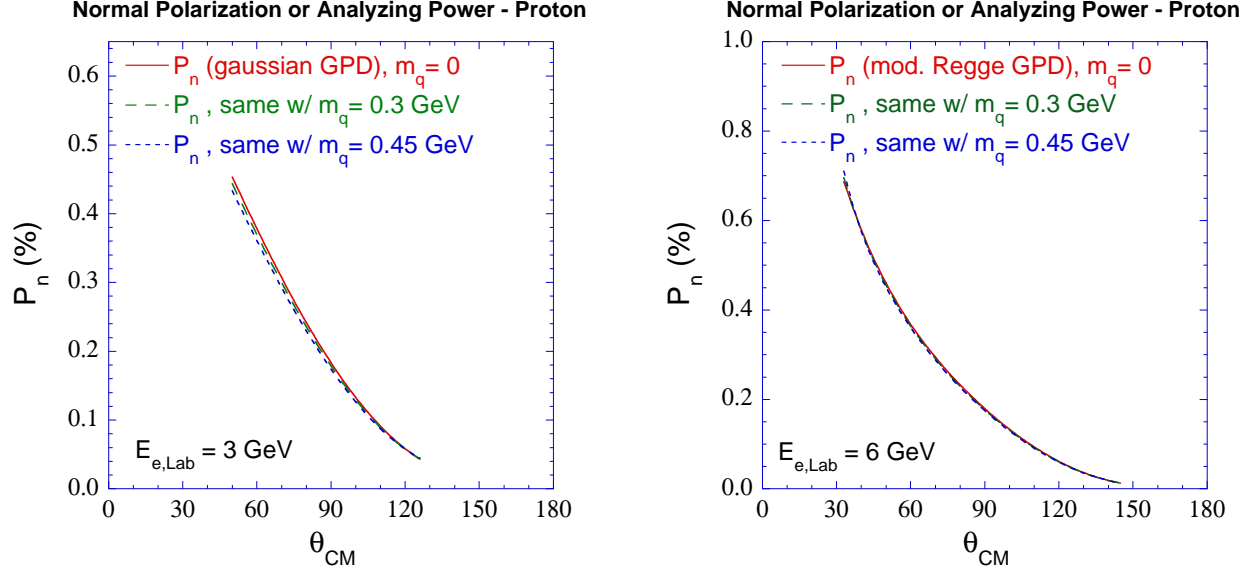 Normal Polarization or Analyzing Power - Proton
P_n (gaussian GPD), m_q= 0
P_n , same w/ m_q= 0.3 GeV
P_n , same w/ m_q= 0.45 GeV
0.6
0.5
0.4
0.3
0.2
0.1
0.0
P_n (%)
E_e,Lab = 3 GeV
0 30 60 90 120 150 180
θ_CM
Normal Polarization or Analyzing Power - Proton
P_n (mod. Regge GPD), m_q= 0
P_n , same w/ m_q= 0.3 GeV
P_n , same w/ m_q= 0.45 GeV
1.0
0.8
0.6
0.4
0.2
0.0
P_n (%)
E_e,Lab = 6 GeV
0 30 60 90 120 150 180
θ_CM